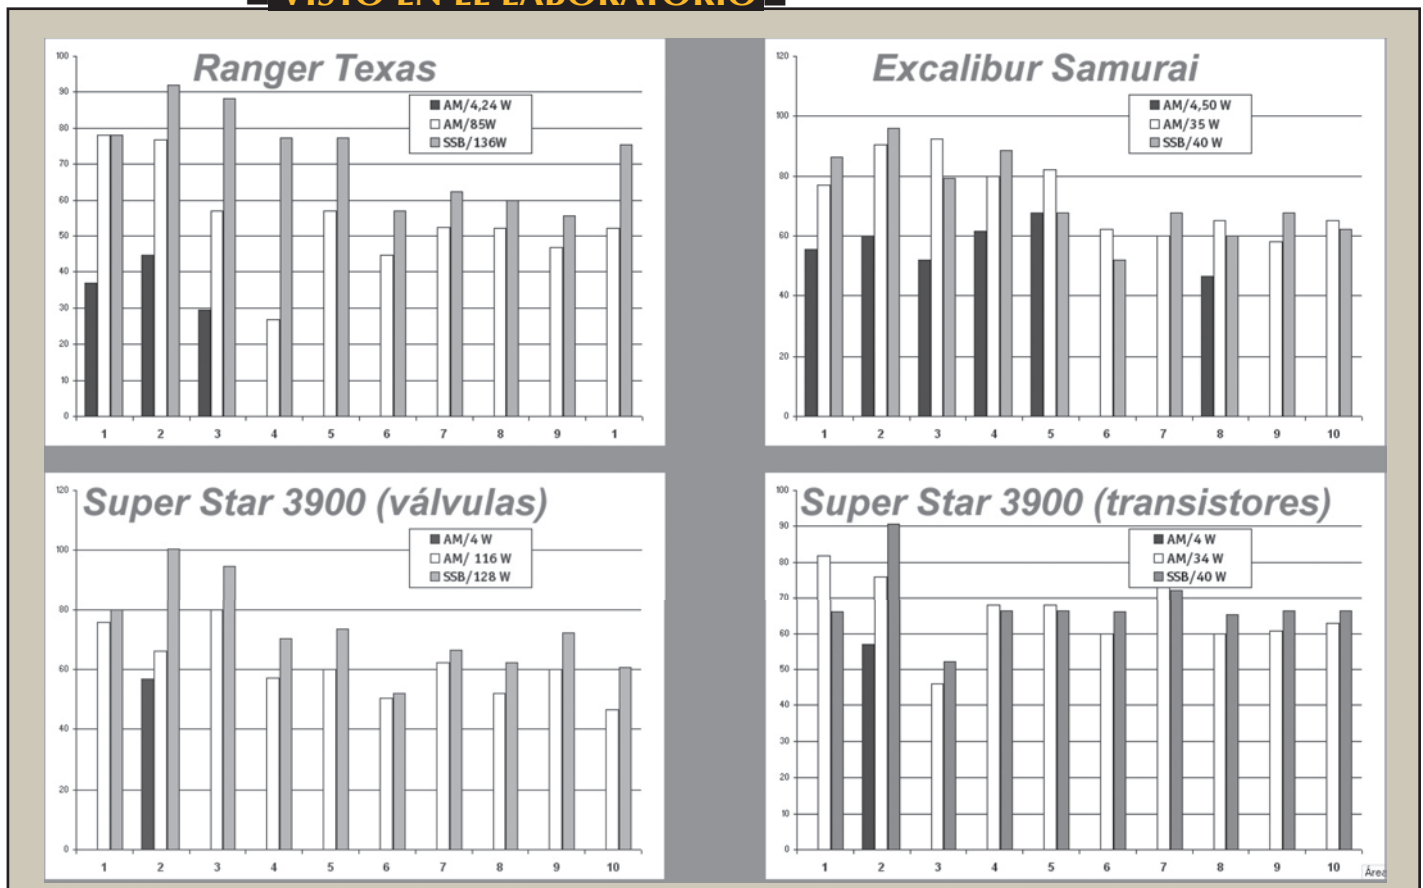 VISTO EN EL LABORATORIO
Ranger Texas
AM/4,24 W
AM/85W
SSB/136W
100
90
80
70
60
50
40
30
20
10
0
1 2 3 4 5 6 7 8 9 1
Excalibur Samurai
AM/4,50 W
AM/35 W
SSB/40 W
120
100
80
60
40
20
0
1 2 3 4 5 6 7 8 9 10
Super Star 3900 (válvulas)
AM/4 W
AM/ 116 W
SSB/128 W
120
100
80
60
40
20
0
1 2 3 4 5 6 7 8 9 10
Super Star 3900 (transistores)
AM/4 W
AM/34 W
SSB/40 W
100
90
80
70
60
50
40
30
20
10
0
1 2 3 4 5 6 7 8 9 10
Área